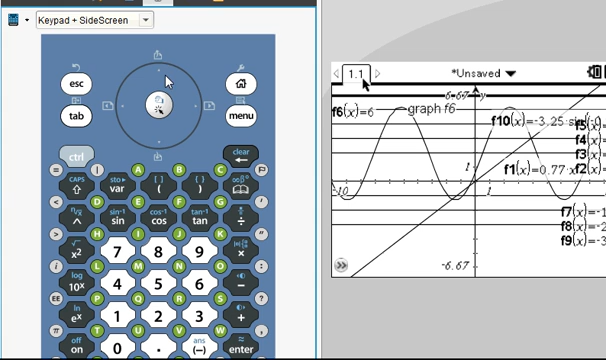 Keypad + SideScreen
esc
tab
menu
ctrl
clear
A B C
CAPS
sto▸
var
[ ]
( )
D E F
sin⁻¹
sin
cos⁻¹
cos
tan⁻¹
tan
÷
G H I J K
√
x²
7 8 9
×
L M N O
log
10ˣ
4 5 6
−
EE P Q R S ?
ln
eˣ
1 2 3
+
π T U V W ,
off
on
0 .
ans
(−)
≈
enter
1.1
*Unsaved
6.67 y
f6(x)=6
graph f6
f10(x)=-3.25·sin(
f5(x)=
f4(x)=
f3(x)=
1
f1(x)=0.77·x
f2(x)=
-10
1
f7(x)=-1
f8(x)=-2
f9(x)=-3
-6.67